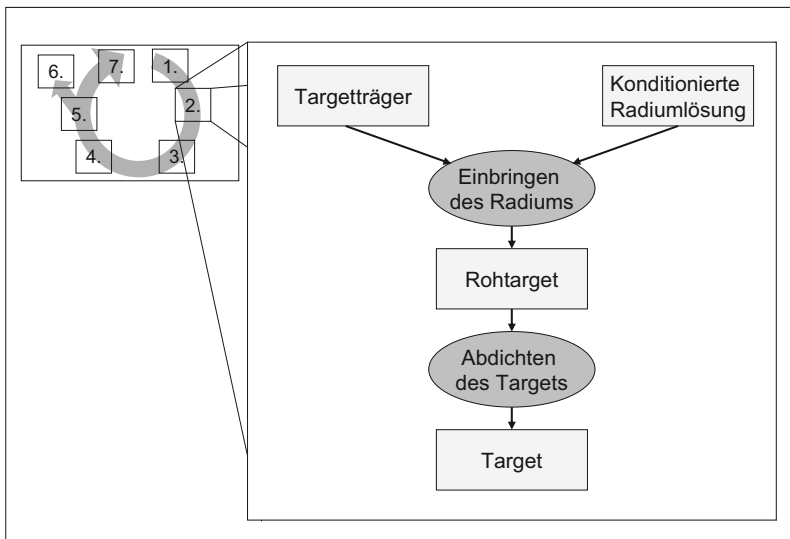 6.
7.
1.
5.
2.
4.
3.
Targetträger
Konditionierte
Radiumlösung
Einbringen
des Radiums
Rohtarget
Abdichten
des Targets
Target